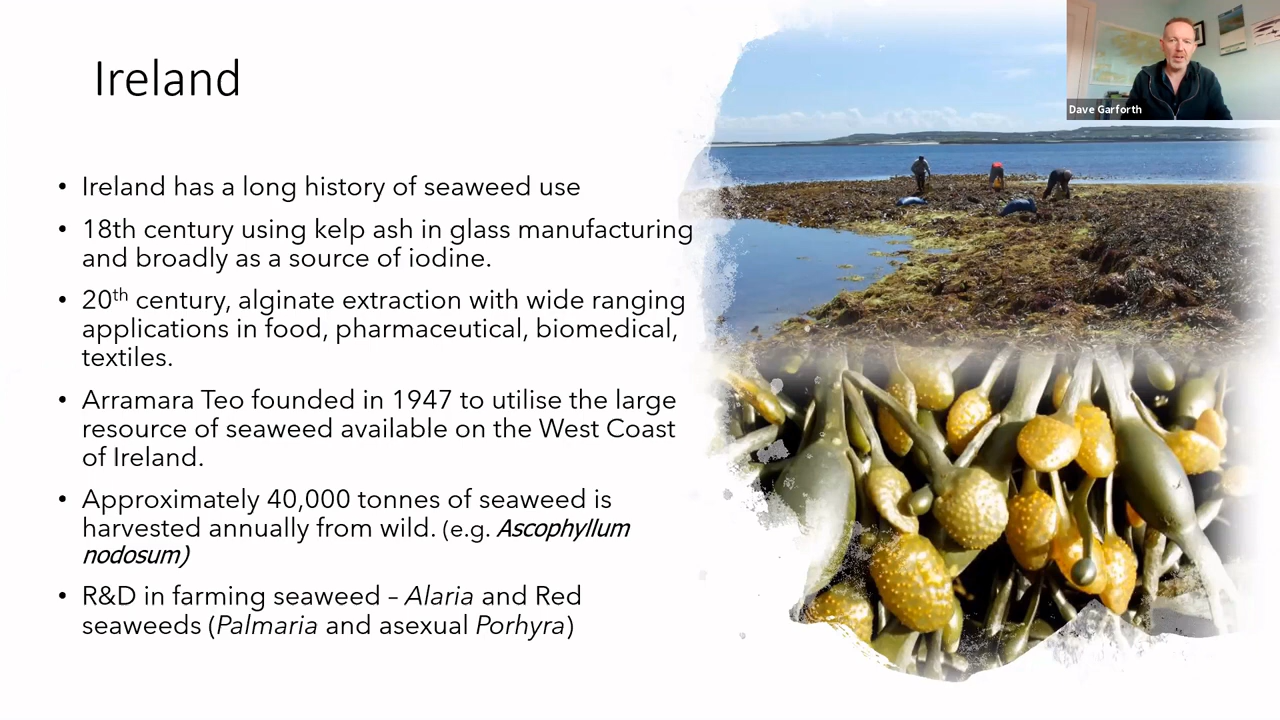 Ireland
Dave Garforth
• Ireland has a long history of seaweed use
• 18th century using kelp ash in glass manufacturing
and broadly as a source of iodine.
• 20th century, alginate extraction with wide ranging
applications in food, pharmaceutical, biomedical,
textiles.
• Arramara Teo founded in 1947 to utilise the large
resource of seaweed available on the West Coast
of Ireland.
• Approximately 40,000 tonnes of seaweed is
harvested annually from wild. (e.g. Ascophyllum
nodosum)
• R&D in farming seaweed – Alaria and Red
seaweeds (Palmaria and asexual Porhyra)